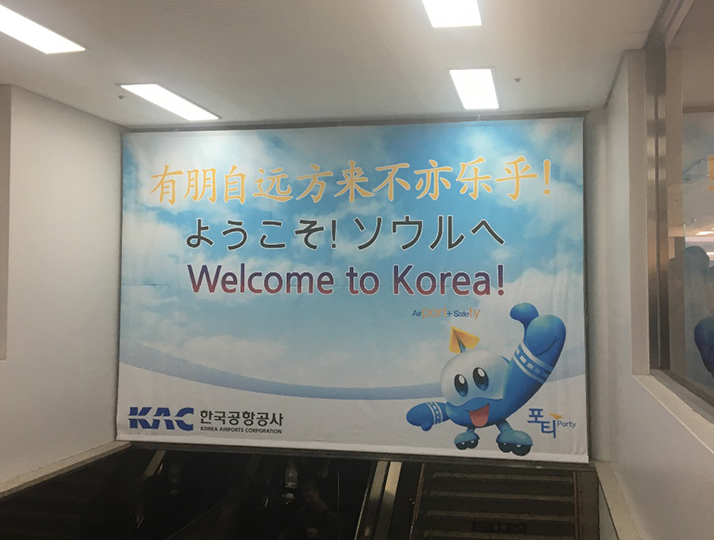 有朋自远方来不亦乐乎!
ようこそ! ソウルへ
Welcome to Korea!
Airport+Safety
KAC 한국공항공사
KOREA AIRPORTS CORPORATION
포티 Porty